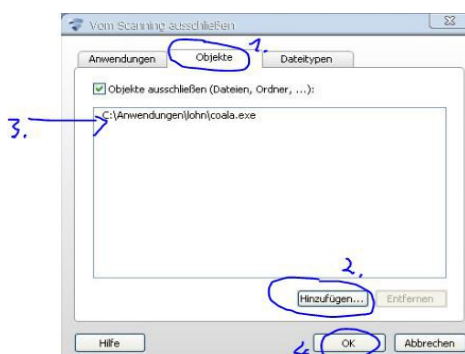 Vom Scanning ausschließen
1.
Anwendungen Objekte Dateitypen
Objekte ausschließen (Dateien, Ordner, ...):
3. C:\Anwendungen\lohn\coala.exe
2.
Hinzufügen... Entfernen
Hilfe 4. OK Abbrechen